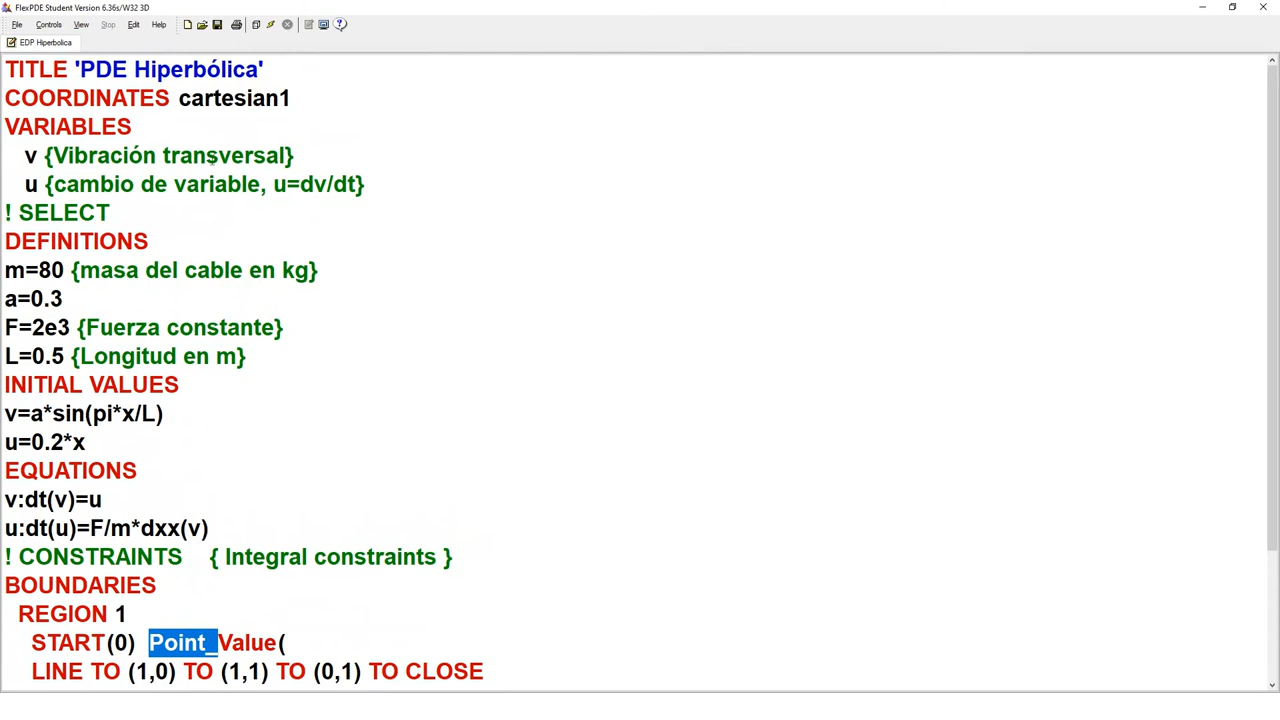 FlexPDE Student Version 6.36s/W32 3D
File Controls View Stop Edit Help
EDP Hiperbolica
TITLE 'PDE Hiperbólica'
COORDINATES cartesian1
VARIABLES
v {Vibración transversal}
u {cambio de variable, u=dv/dt}
! SELECT
DEFINITIONS
m=80 {masa del cable en kg}
a=0.3
F=2e3 {Fuerza constante}
L=0.5 {Longitud en m}
INITIAL VALUES
v=a*sin(pi*x/L)
u=0.2*x
EQUATIONS
v:dt(v)=u
u:dt(u)=F/m*dxx(v)
! CONSTRAINTS { Integral constraints }
BOUNDARIES
REGION 1
START(0) Point_Value(
LINE TO (1,0) TO (1,1) TO (0,1) TO CLOSE